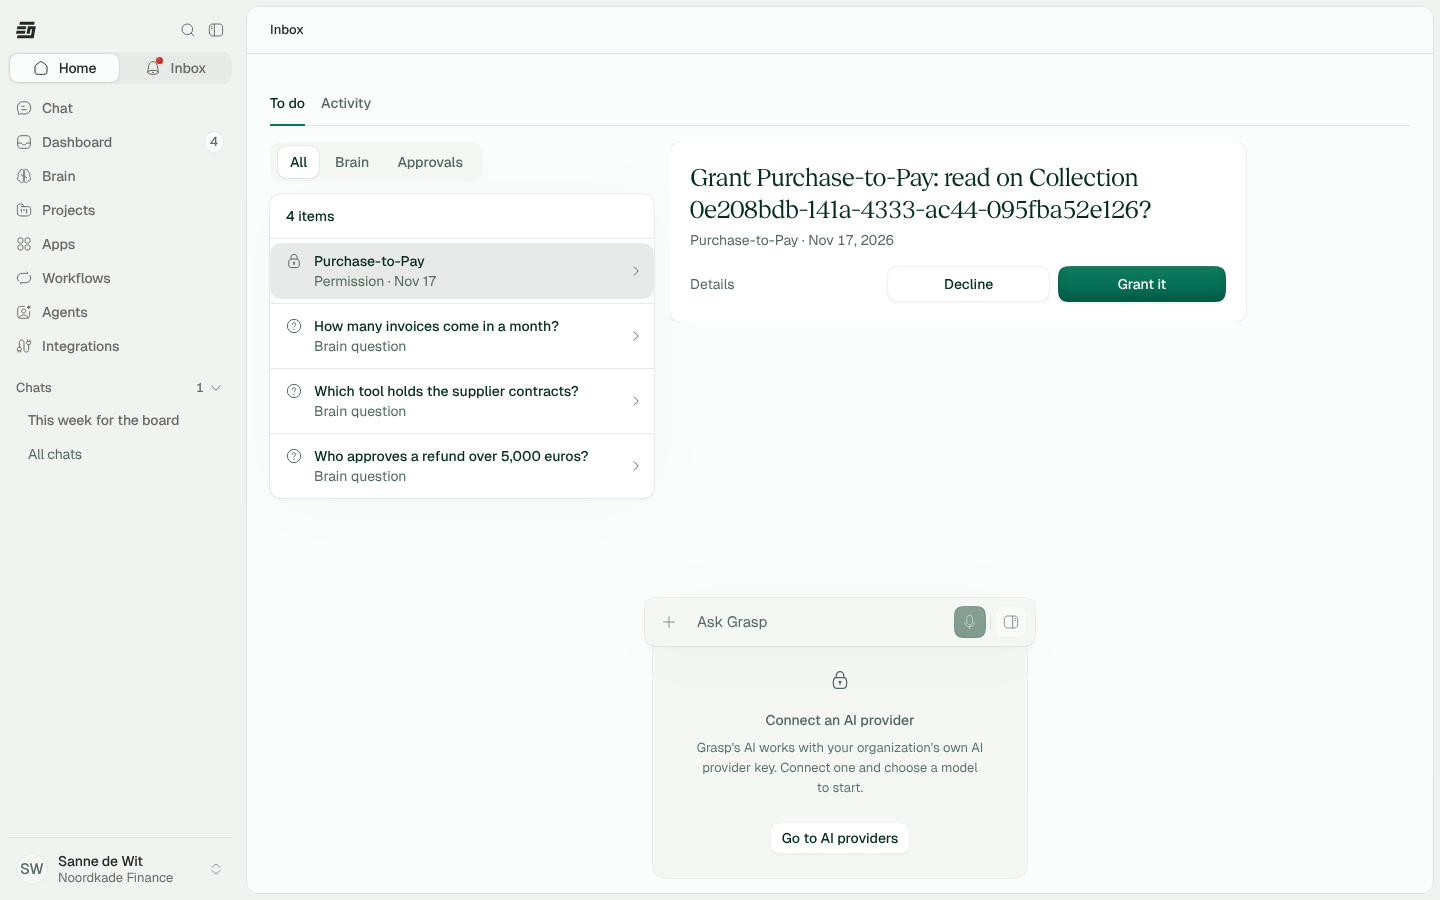 Home
Inbox
Chat
Dashboard
4
Brain
Projects
Apps
Workflows
Agents
Integrations
Chats
1
This week for the board
All chats
SW
Sanne de Wit
Noordkade Finance
Inbox
To do
Activity
All
Brain
Approvals
4 items
Purchase-to-Pay
Permission · Nov 17
How many invoices come in a month?
Brain question
Which tool holds the supplier contracts?
Brain question
Who approves a refund over 5,000 euros?
Brain question
Grant Purchase-to-Pay: read on Collection
0e208bdb-141a-4333-ac44-095fba52e126?
Purchase-to-Pay · Nov 17, 2026
Details
Decline
Grant it
Ask Grasp
Connect an AI provider
Grasp's AI works with your organization's own AI
provider key. Connect one and choose a model
to start.
Go to AI providers